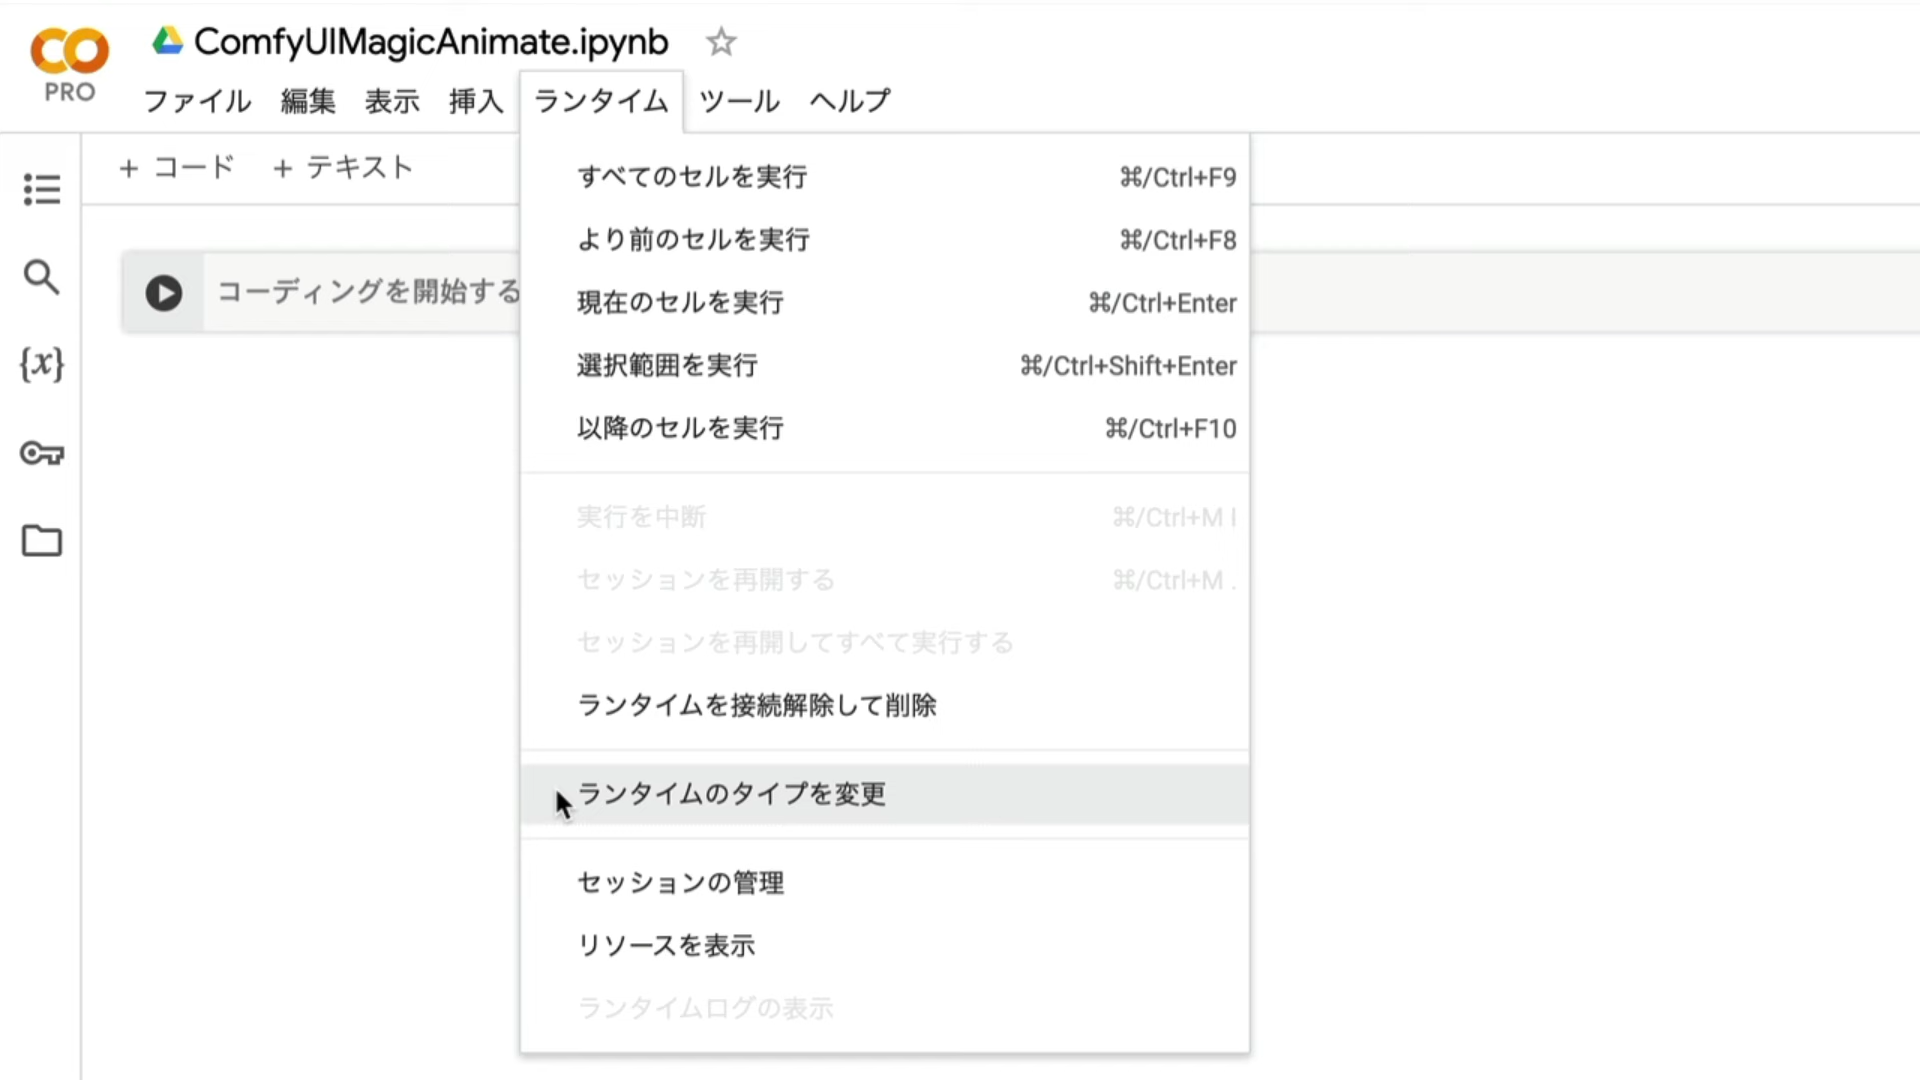 CO
PRO
ComfyUIMagicAnimate.ipynb
ファイル 編集 表示 挿入 ランタイム ツール ヘルプ
+ コード + テキスト
コーディングを開始する
すべてのセルを実行 ⌘/Ctrl+F9
より前のセルを実行 ⌘/Ctrl+F8
現在のセルを実行 ⌘/Ctrl+Enter
選択範囲を実行 ⌘/Ctrl+Shift+Enter
以降のセルを実行 ⌘/Ctrl+F10
実行を中断 ⌘/Ctrl+M I
セッションを再開する ⌘/Ctrl+M .
セッションを再開してすべて実行する
ランタイムを接続解除して削除
ランタイムのタイプを変更
セッションの管理
リソースを表示
ランタイムログの表示
{x}